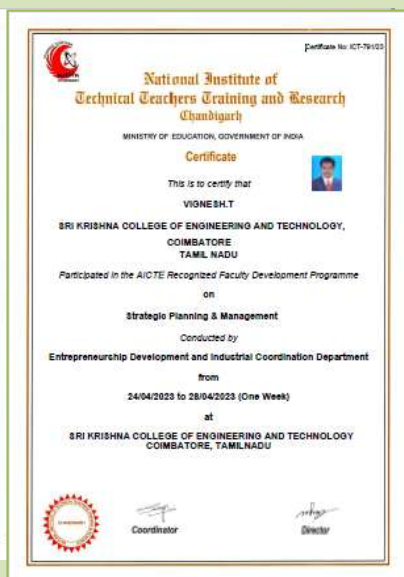 Certificate No: ICT-791/23
National Institute of
Technical Teachers Training and Research
Chandigarh
MINISTRY OF EDUCATION, GOVERNMENT OF INDIA
Certificate
This is to certify that
VIGNESH.T
SRI KRISHNA COLLEGE OF ENGINEERING AND TECHNOLOGY,
COIMBATORE
TAMIL NADU
Participated in the AICTE Recognized Faculty Development Programme
on
Strategic Planning & Management
Conducted by
Entrepreneurship Development and Industrial Coordination Department
from
24/04/2023 to 28/04/2023 (One Week)
at
SRI KRISHNA COLLEGE OF ENGINEERING AND TECHNOLOGY
COIMBATORE, TAMILNADU
Coordinator
Director